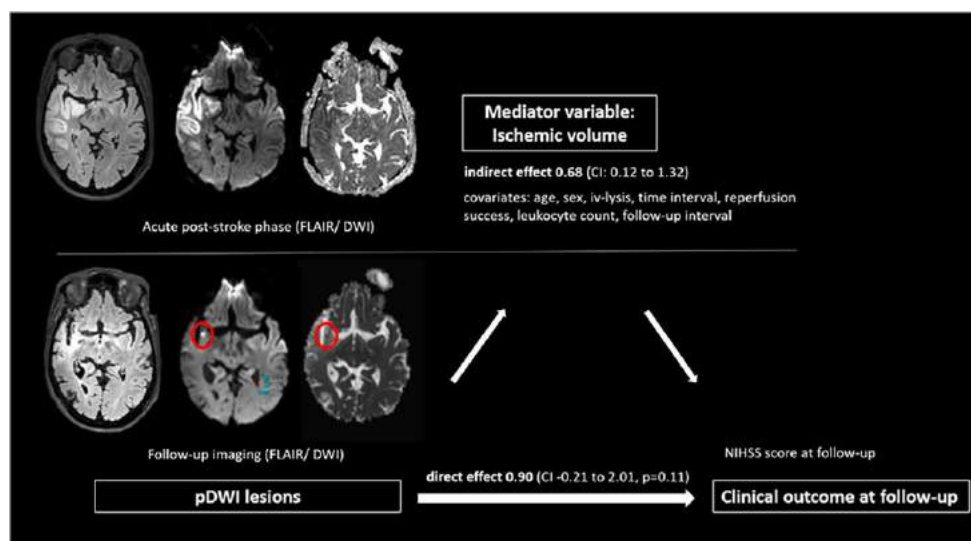 Mediator variable:
Ischemic volume
indirect effect 0.68 (CI: 0.12 to 1.32)
covariates: age, sex, iv-lysis, time interval, reperfusion
success, leukocyte count, follow-up interval
Acute post-stroke phase (FLAIR/ DWI)
Follow-up imaging (FLAIR/ DWI)
NIHSS score at follow-up
direct effect 0.90 (CI -0.21 to 2.01, p=0.11)
pDWI lesions
Clinical outcome at follow-up